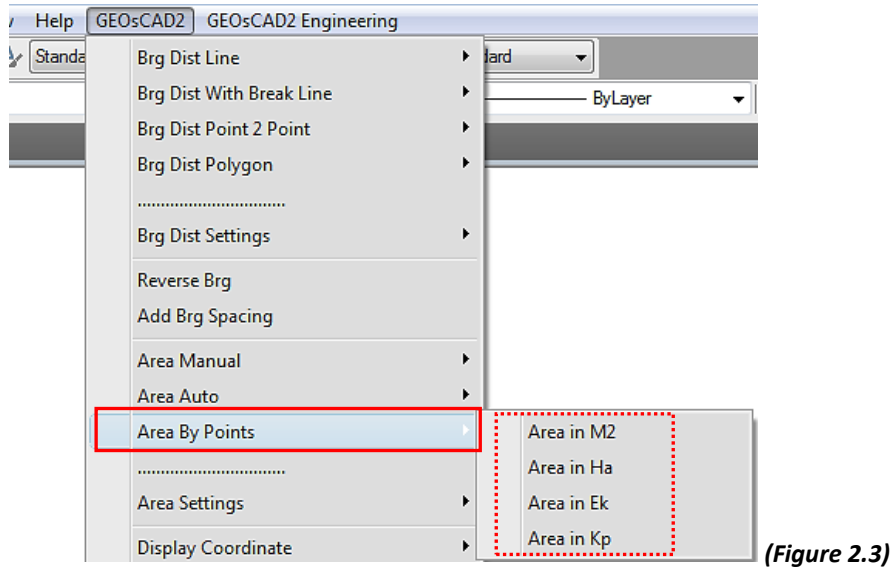 Help GEOsCAD2 GEOsCAD2 Engineering
Standa
dard
Brg Dist Line
Brg Dist With Break Line
ByLayer
Brg Dist Point 2 Point
Brg Dist Polygon
................................
Brg Dist Settings
Reverse Brg
Add Brg Spacing
Area Manual
Area Auto
Area By Points
Area in M2
Area in Ha
................................
Area Settings
Area in Ek
Display Coordinate
Area in Kp
(Figure 2.3)